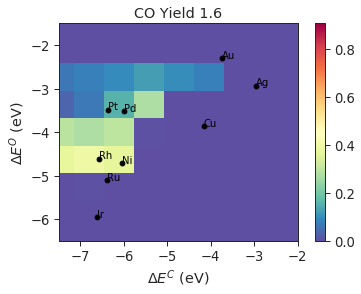 CO Yield 1.6
−2
−3
−4
−5
−6
ΔE^O (eV)
Au
Ag
Pt
Pd
Cu
Rh
Ni
Ru
Ir
0.8
0.6
0.4
0.2
0.0
−7 −6 −5 −4 −3 −2
ΔE^C (eV)